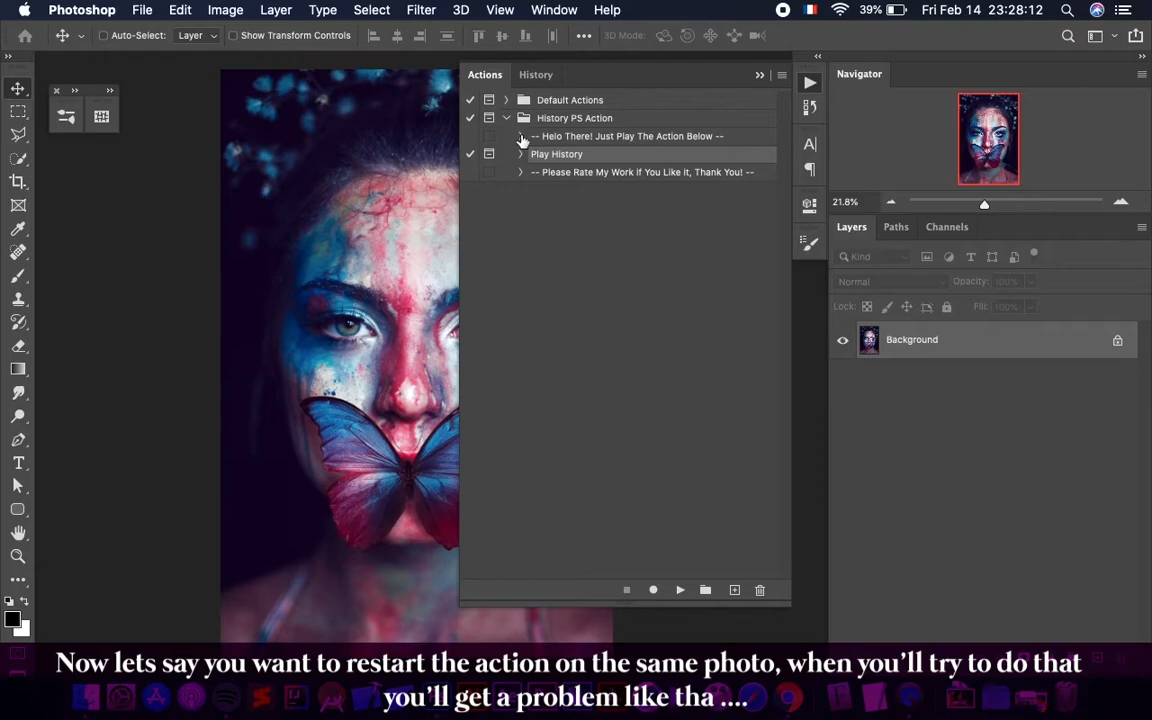 Photoshop File Edit Image Layer Type Select Filter 3D View Window Help 39% Fri Feb 14 23:28:12
Auto-Select: Layer Show Transform Controls 3D Mode:
Actions History
Default Actions
History PS Action
-- Helo There! Just Play The Action Below --
Play History
-- Please Rate My Work if You Like it, Thank You! --
Navigator
21.8%
Layers Paths Channels
Kind
Normal Opacity: 100%
Lock: Fill: 100%
Background
Now lets say you want to restart the action on the same photo, when you'll try to do that
you'll get a problem like tha ....